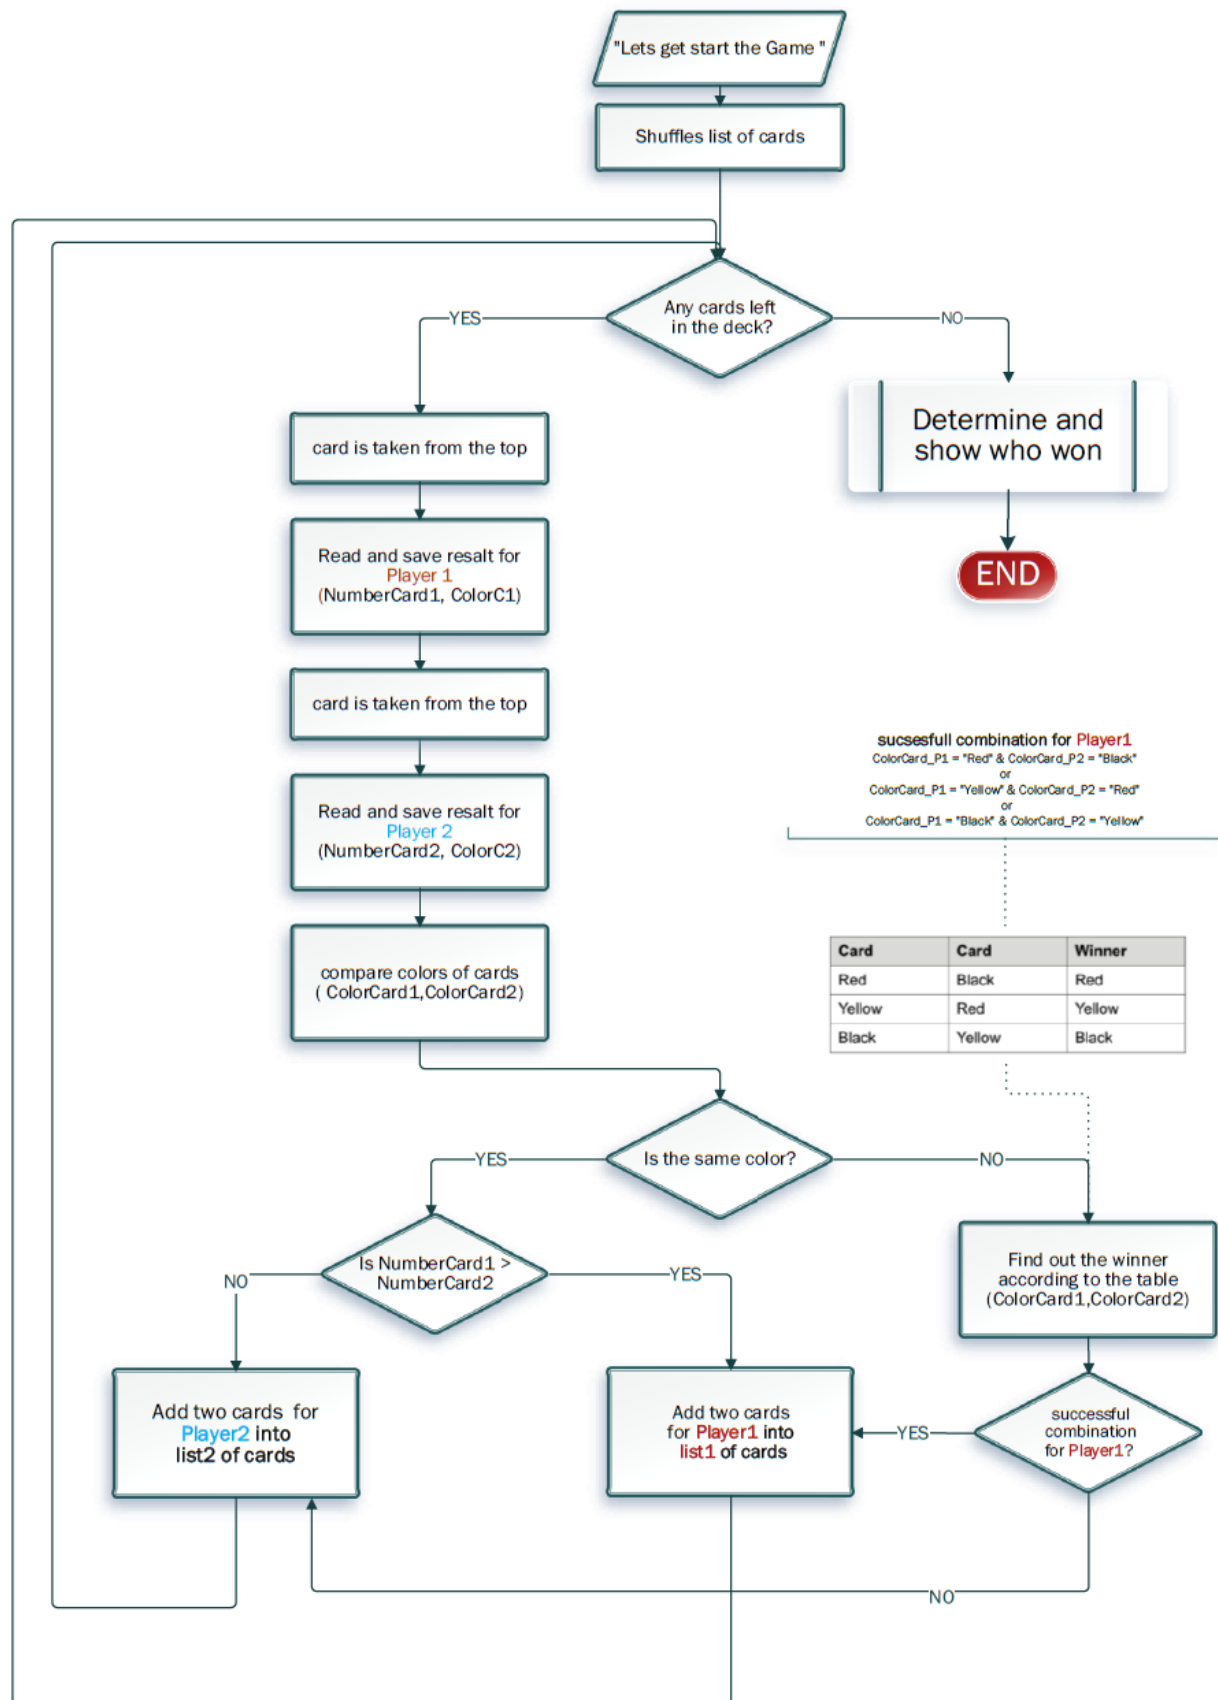 "Lets get start the Game "
Shuffles list of cards
Any cards left
in the deck?
YES
NO
card is taken from the top
Determine and
show who won
Read and save resalt for
Player 1
(NumberCard1, ColorC1)
END
card is taken from the top
Read and save resalt for
Player 2
(NumberCard2, ColorC2)
sucsesfull combination for Player1
ColorCard_P1 = "Red" & ColorCard_P2 = "Black"
or
ColorCard_P1 = "Yellow" & ColorCard_P2 = "Red"
or
ColorCard_P1 = "Black" & ColorCard_P2 = "Yellow"
compare colors of cards
( ColorCard1,ColorCard2)
Card Card Winner
Red Black Red
Yellow Red Yellow
Black Yellow Black
Is the same color?
YES
NO
Is NumberCard1 >
NumberCard2
NO
YES
Find out the winner
according to the table
(ColorCard1,ColorCard2)
Add two cards for
Player2 into
list2 of cards
Add two cards
for Player1 into
list1 of cards
YES
successful
combination
for Player1?
NO